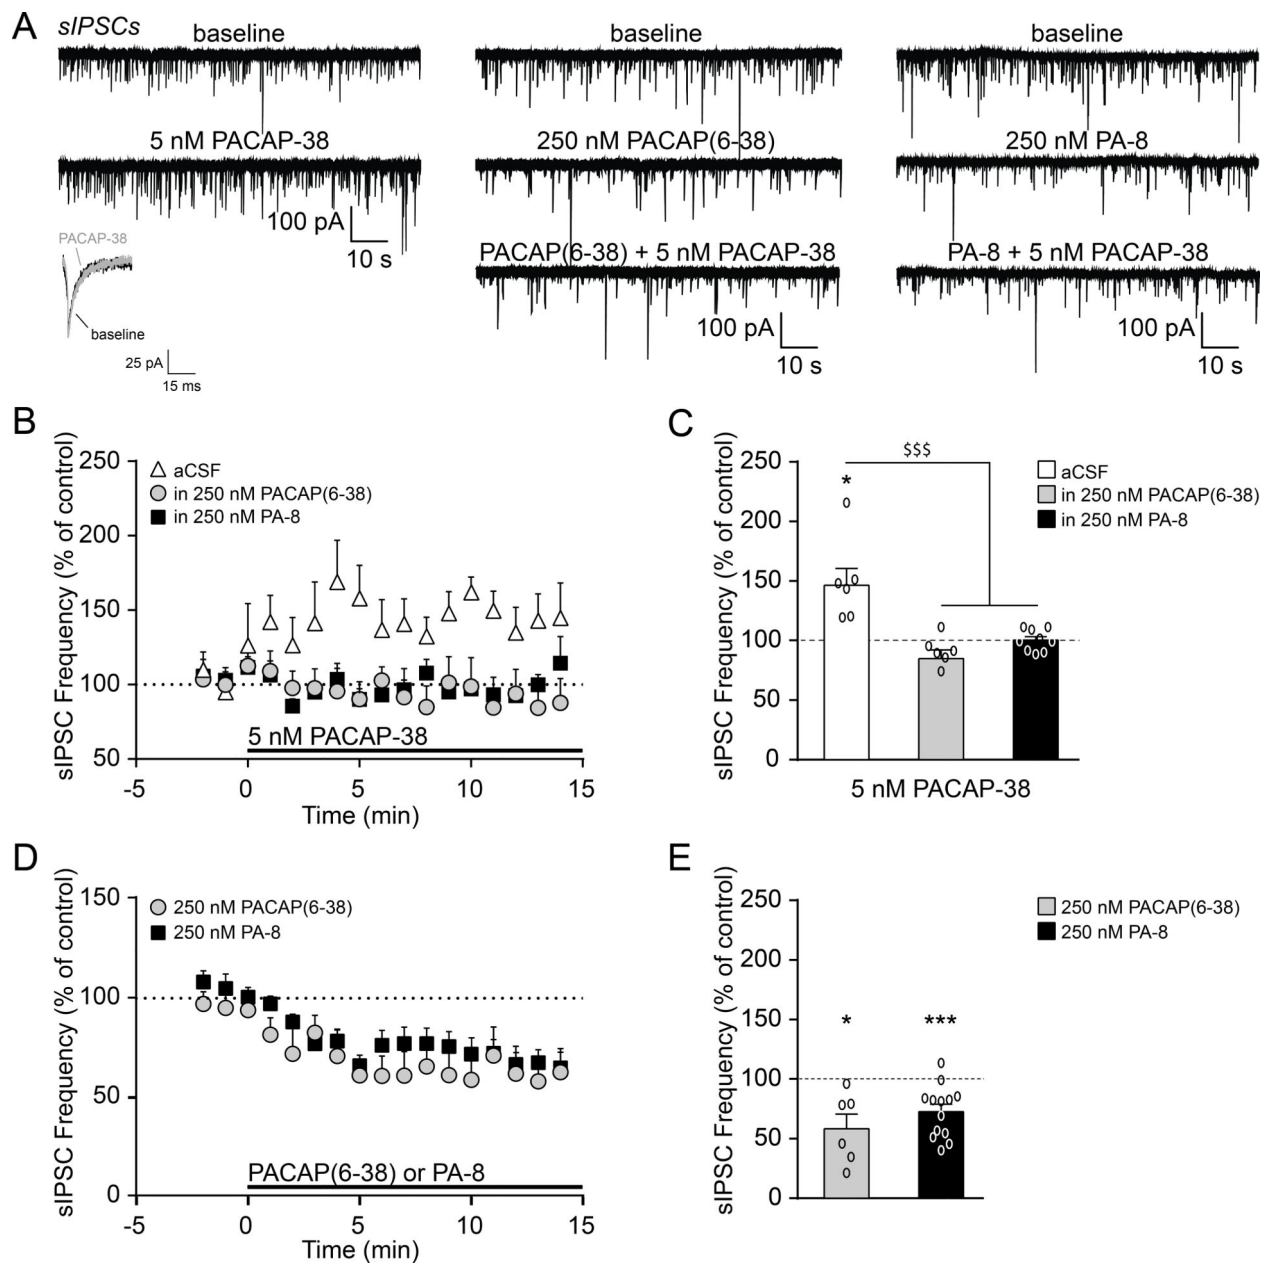 A
sIPSCs
baseline
5 nM PACAP-38
100 pA
10 s
PACAP-38
baseline
25 pA
15 ms
baseline
250 nM PACAP(6-38)
PACAP(6-38) + 5 nM PACAP-38
100 pA
10 s
baseline
250 nM PA-8
PA-8 + 5 nM PACAP-38
100 pA
10 s
B
sIPSC Frequency (% of control)
250
200
150
100
50
aCSF
in 250 nM PACAP(6-38)
in 250 nM PA-8
5 nM PACAP-38
-5
0
5
10
15
Time (min)
C
sIPSC Frequency (% of control)
250
200
150
100
50
0
*
$$$
aCSF
in 250 nM PACAP(6-38)
in 250 nM PA-8
5 nM PACAP-38
D
sIPSC Frequency (% of control)
150
100
50
0
250 nM PACAP(6-38)
250 nM PA-8
PACAP(6-38) or PA-8
-5
0
5
10
15
Time (min)
E
sIPSC Frequency (% of control)
250
200
150
100
50
0
*
***
250 nM PACAP(6-38)
250 nM PA-8